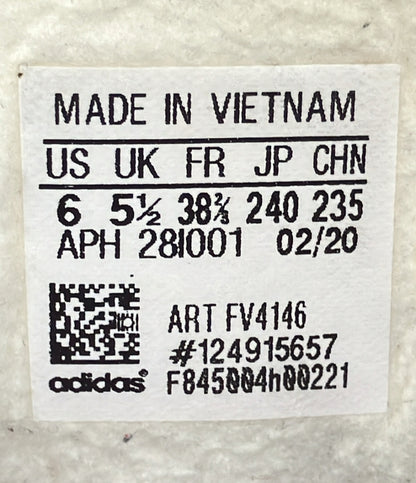 MADE IN VIETNAM
US UK FR JP CHN
6 5½ 38⅔ 240 235
APH 28I001 02/20
ART FV4146
#124915657
adidas® F845004h00221